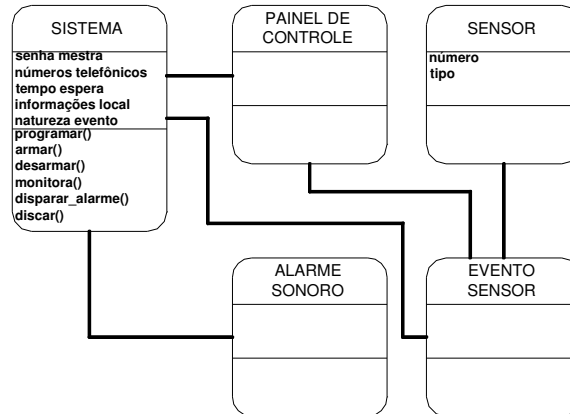 SISTEMA
senha mestra
números telefônicos
tempo espera
informações local
natureza evento
programar()
armar()
desarmar()
monitora()
disparar_alarme()
discar()
PAINEL DE
CONTROLE
SENSOR
número
tipo
ALARME
SONORO
EVENTO
SENSOR